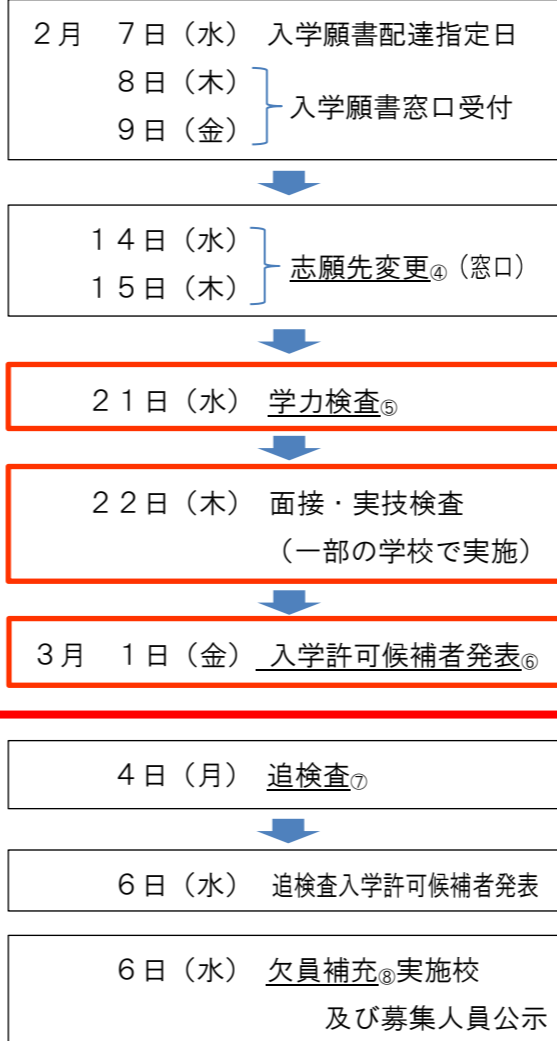 ２月　７日（水）　入学願書配達指定日
８日（木）
入学願書窓口受付
９日（金）
１４日（水）
志願先変更④（窓口）
１５日（木）
２１日（水）　学力検査⑤
２２日（木）　面接・実技検査
（一部の学校で実施）
３月　１日（金）　入学許可候補者発表⑥
４日（月）　追検査⑦
６日（水）　追検査入学許可候補者発表
６日（水）　欠員補充⑧実施校
及び募集人員公示